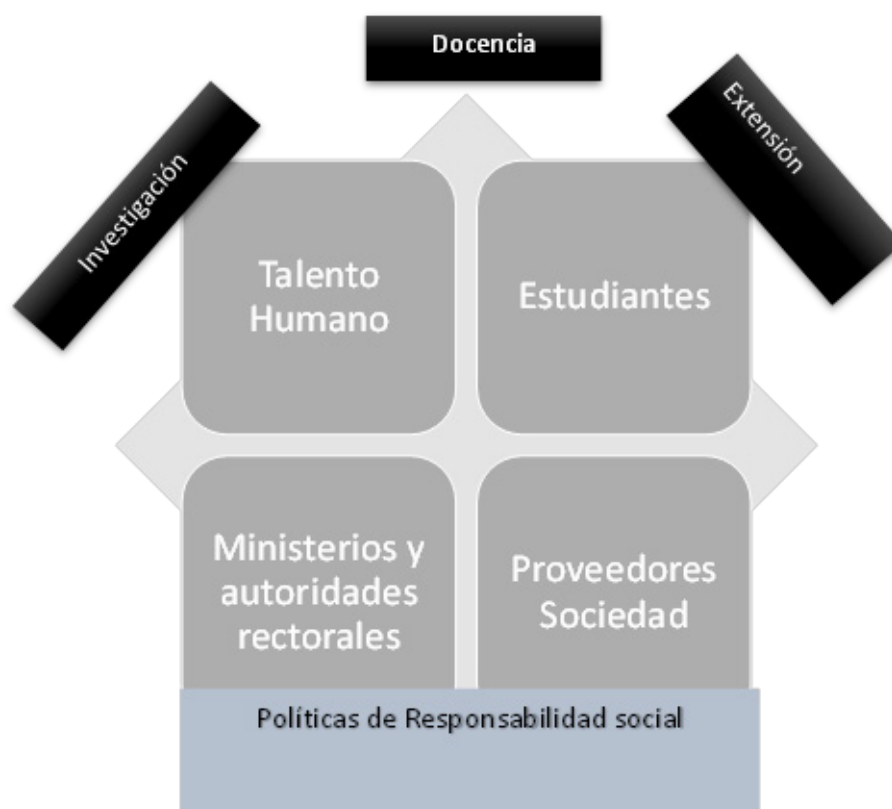 Docencia
Investigación
Extensión
Talento
Humano
Estudiantes
Ministerios y
autoridades
rectorales
Proveedores
Sociedad
Políticas de Responsabilidad social